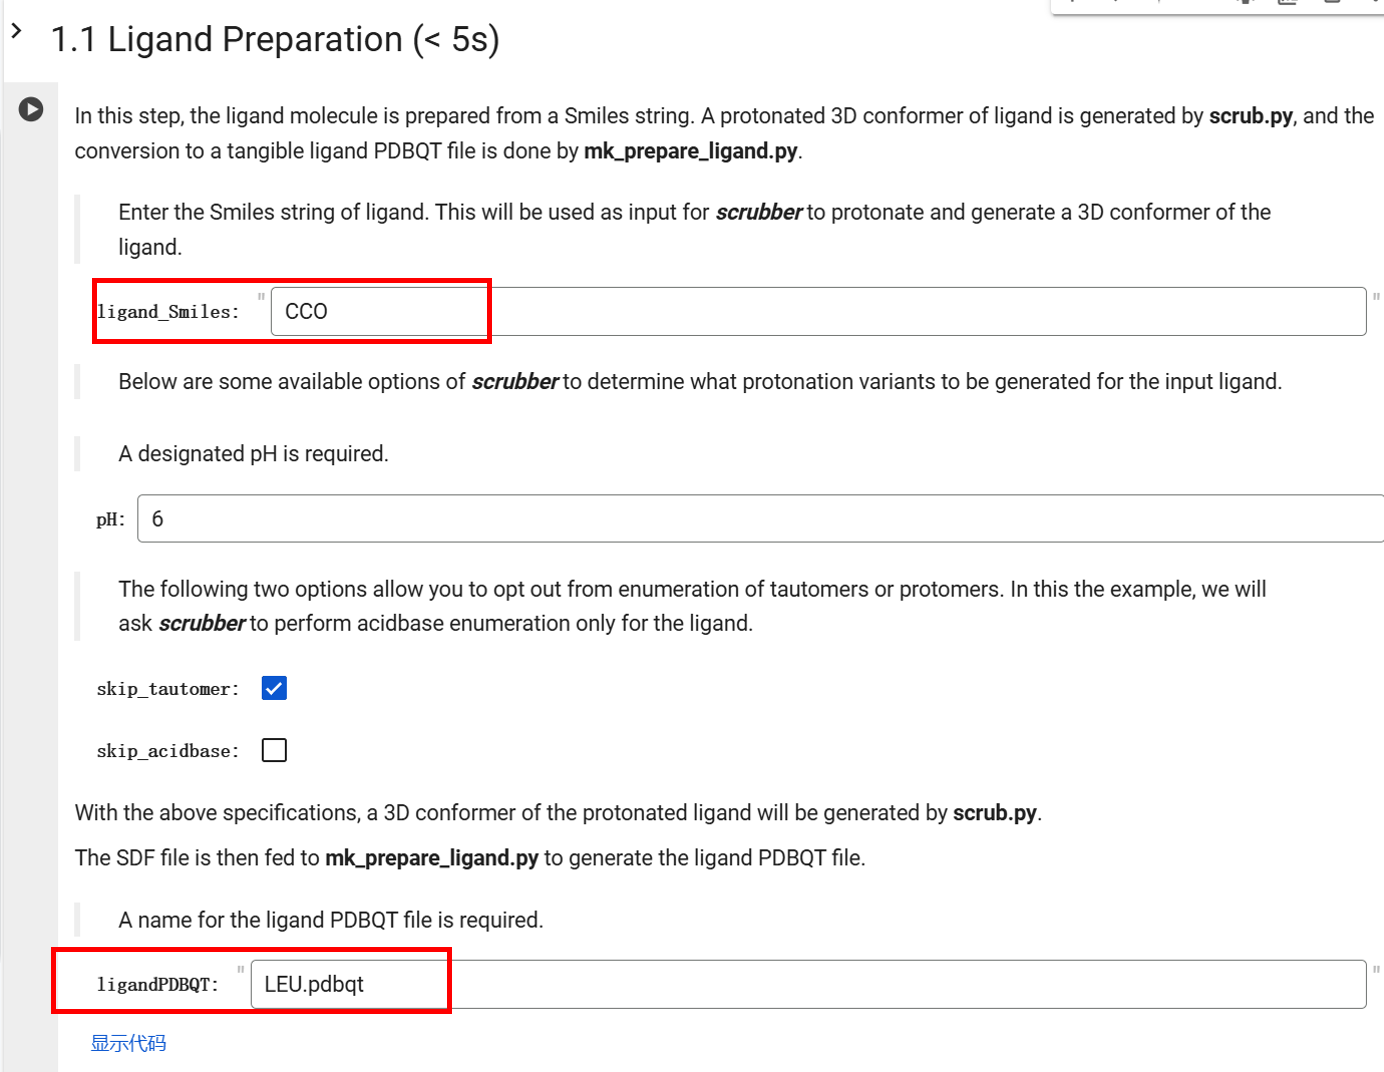 1.1 Ligand Preparation (< 5s)
In this step, the ligand molecule is prepared from a Smiles string. A protonated 3D conformer of ligand is generated by scrub.py, and the
conversion to a tangible ligand PDBQT file is done by mk_prepare_ligand.py.
Enter the Smiles string of ligand. This will be used as input for scrubber to protonate and generate a 3D conformer of the
ligand.
ligand_Smiles: " CCO "
Below are some available options of scrubber to determine what protonation variants to be generated for the input ligand.
A designated pH is required.
pH: 6
The following two options allow you to opt out from enumeration of tautomers or protomers. In this the example, we will
ask scrubber to perform acidbase enumeration only for the ligand.
skip_tautomer:
skip_acidbase:
With the above specifications, a 3D conformer of the protonated ligand will be generated by scrub.py.
The SDF file is then fed to mk_prepare_ligand.py to generate the ligand PDBQT file.
A name for the ligand PDBQT file is required.
ligandPDBQT: " LEU.pdbqt "
显示代码